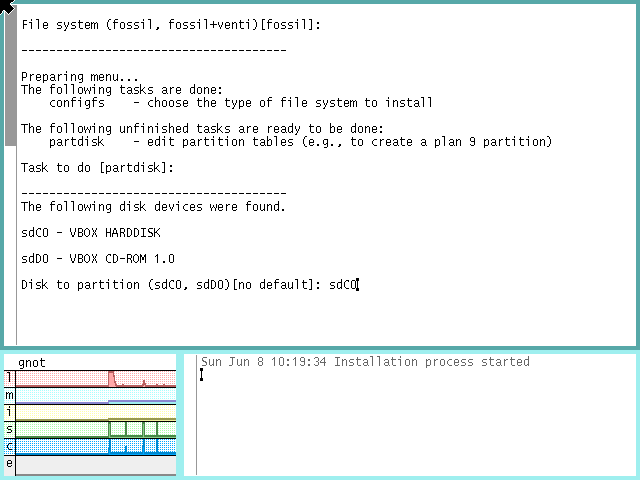 File system (fossil, fossil+venti)[fossil]:
----------------------------------------
Preparing menu...
The following tasks are done:
configfs - choose the type of file system to install
The following unfinished tasks are ready to be done:
partdisk - edit partition tables (e.g., to create a plan 9 partition)
Task to do [partdisk]:
----------------------------------------
The following disk devices were found.
sdC0 - VBOX HARDDISK
sdD0 - VBOX CD-ROM 1.0
Disk to partition (sdC0, sdD0)[no default]: sdC0
gnot
l
m
i
s
c
e
Sun Jun 8 10:19:34 Installation process started